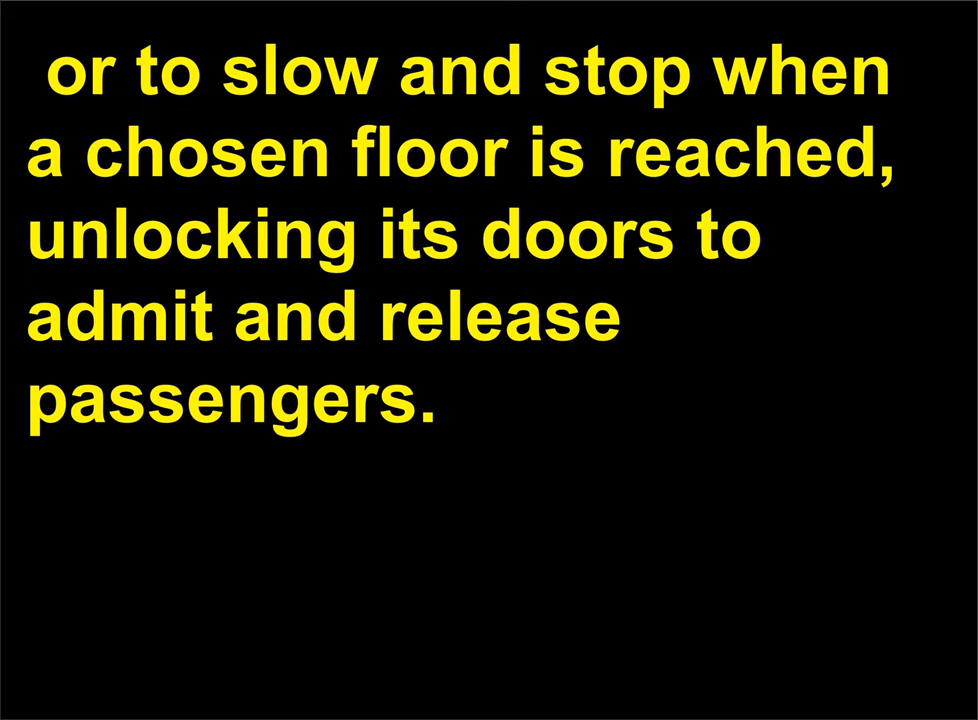 or to slow and stop when
a chosen floor is reached,
unlocking its doors to
admit and release
passengers.